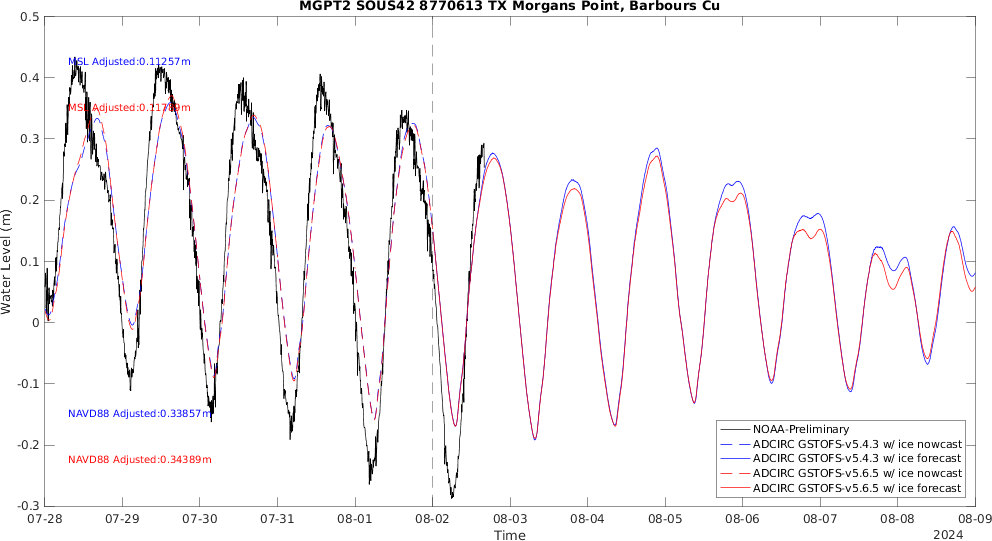 MGPT2 SOUS42 8770613 TX Morgans Point, Barbours Cu
0.5
0.4
0.3
0.2
0.1
0
-0.1
-0.2
-0.3
Water Level (m)
MSL Adjusted:0.11257m
MSL Adjusted:0.11789m
NAVD88 Adjusted:0.33857m
NAVD88 Adjusted:0.34389m
NOAA-Preliminary
ADCIRC GSTOFS-v5.4.3 w/ ice nowcast
ADCIRC GSTOFS-v5.4.3 w/ ice forecast
ADCIRC GSTOFS-v5.6.5 w/ ice nowcast
ADCIRC GSTOFS-v5.6.5 w/ ice forecast
07-28 07-29 07-30 07-31 08-01 08-02 08-03 08-04 08-05 08-06 08-07 08-08 08-09
Time
2024